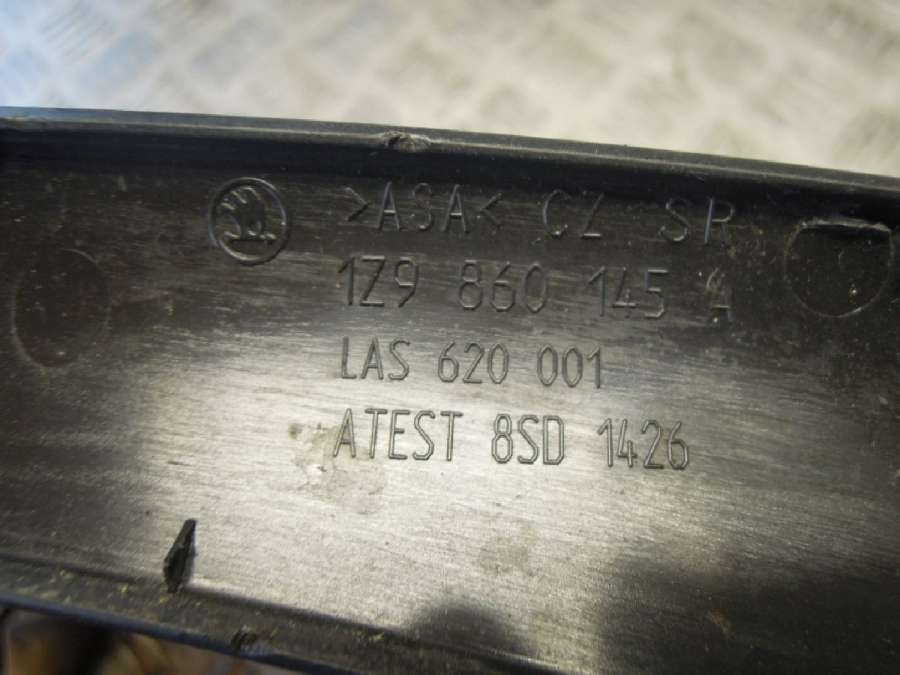 >ASA< CZ SR
1Z9 860 145 A
LAS 620 001
ATEST 8SD 1426